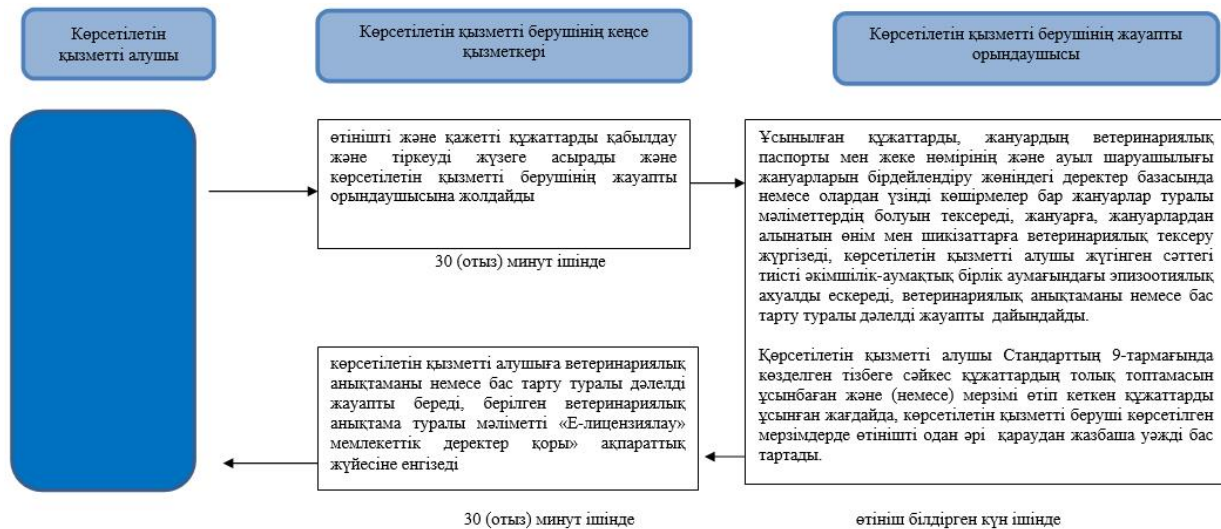 Көрсетілетін
қызметті алушы
Көрсетілетін қызметті берушінің кеңсе
қызметкері
Көрсетілетін қызметті берушінің жауапты
орындаушысы
өтінішті және қажетті құжаттарды қабылдау
және тіркеуді жүзеге асырады және
көрсетілетін қызметті берушінің жауапты
орындаушысына жолдайды
30 (отыз) минут ішінде
Ұсынылған құжаттарды, жануардың ветеринариялық
паспорты мен жеке нөмірінің және ауыл шаруашылығы
жануарларын бірдейлендіру жөніндегі деректер базасында
немесе олардан үзінді көшірмелер бар жануарлар туралы
мәліметтердің болуын тексереді, жануарға, жануарлардан
алынатын өнім мен шикізаттарға ветеринариялық тексеру
жүргізеді, көрсетілетін қызметті алушы жүгінген сәттегі
тиісті әкімшілік-аумақтық бірлік аумағындағы эпизоотиялық
ахуалды ескереді, ветеринариялық анықтаманы немесе бас
тарту туралы дәлелді жауапты дайындайды.
Қөрсетілетін қызметті алушы Стандарттың 9-тармағында
көзделген тізбеге сәйкес құжаттардың толық топтамасын
ұсынбаған және (немесе) мерзімі өтіп кеткен құжаттарды
ұсынған жағдайда, көрсетілетін қызметті беруші көрсетілген
мерзімдерде өтінішті одан әрі қараудан жазбаша уәжді бас
тартады.
көрсетілетін қызметті алушыға ветеринариялық
анықтаманы немесе бас тарту туралы дәлелді
жауапты береді, берілген ветеринариялық
анықтама туралы мәліметті «Е-лицензиялау»
мемлекеттік деректер қоры» ақпараттық
жүйесіне енгізеді
30 (отыз) минут ішінде
өтініш білдірген күн ішінде